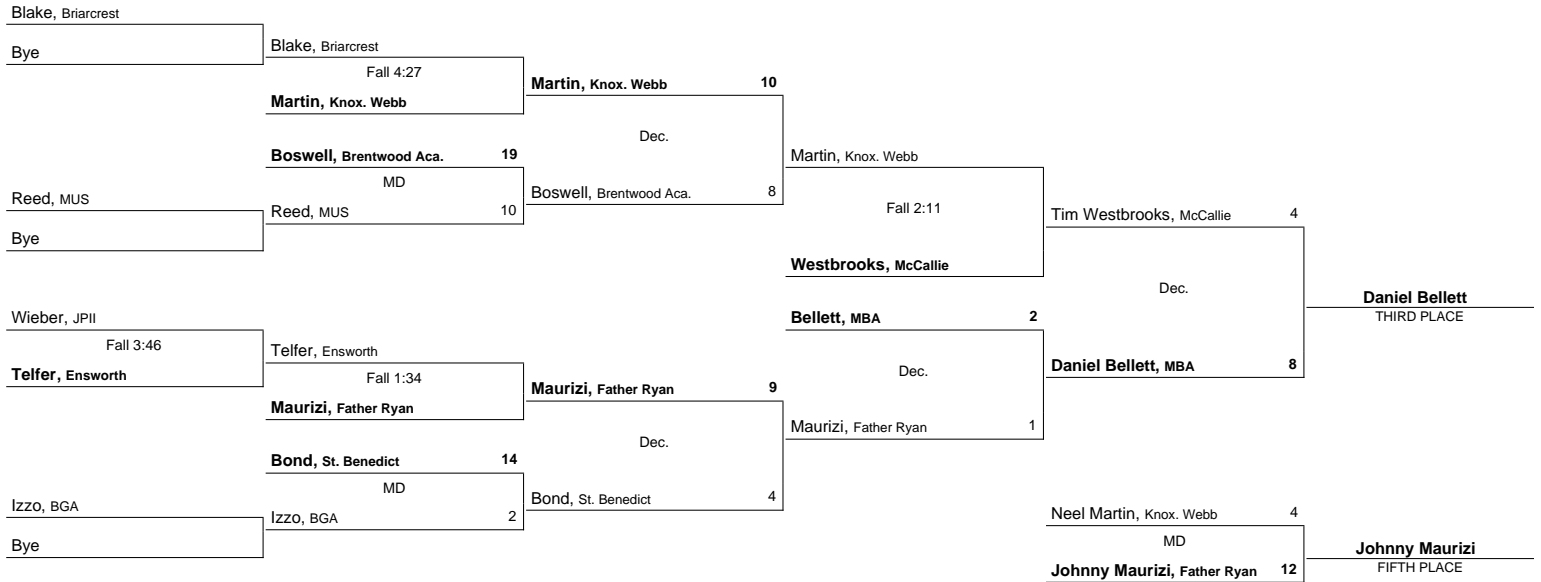 Blake, Briarcrest
Bye
Blake, Briarcrest
Fall 4:27
Martin, Knox. Webb
Martin, Knox. Webb 10
Dec.
Boswell, Brentwood Aca. 19
MD
Reed, MUS 10
Boswell, Brentwood Aca. 8
Reed, MUS
Bye
Martin, Knox. Webb
Fall 2:11
Westbrooks, McCallie
Tim Westbrooks, McCallie 4
Dec.
Daniel Bellett, MBA 8
Daniel Bellett
THIRD PLACE
Wieber, JPII
Fall 3:46
Telfer, Ensworth
Telfer, Ensworth
Fall 1:34
Maurizi, Father Ryan
Maurizi, Father Ryan 9
Dec.
Bond, St. Benedict 14
MD
Izzo, BGA 2
Bond, St. Benedict 4
Izzo, BGA
Bye
Bellett, MBA 2
Dec.
Maurizi, Father Ryan 1
Neel Martin, Knox. Webb 4
MD
Johnny Maurizi, Father Ryan 12
Johnny Maurizi
FIFTH PLACE